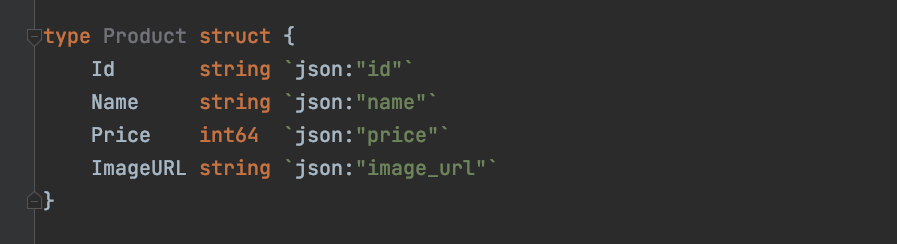 type Product struct {
    Id       string `json:"id"`
    Name     string `json:"name"`
    Price    int64  `json:"price"`
    ImageURL string `json:"image_url"`
}